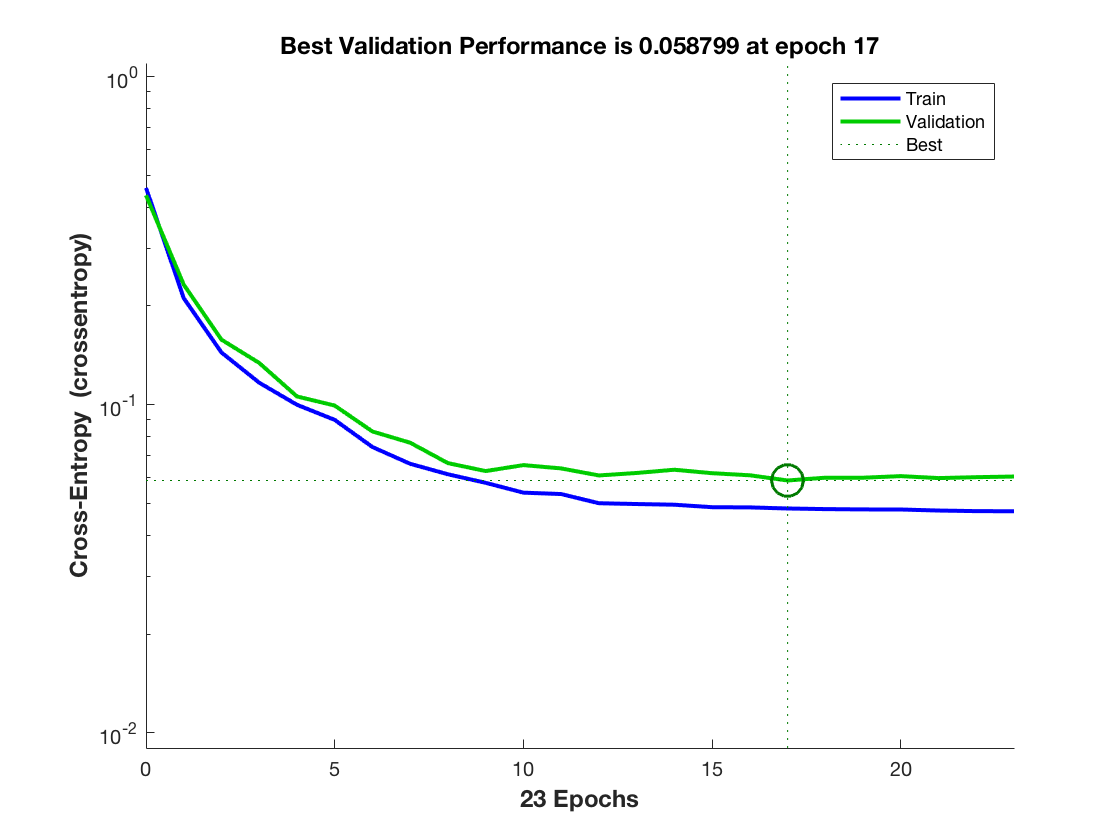 Best Validation Performance is 0.058799 at epoch 17
Train
Validation
Best
10^0
10^-1
10^-2
Cross-Entropy (crossentropy)
0 5 10 15 20
23 Epochs